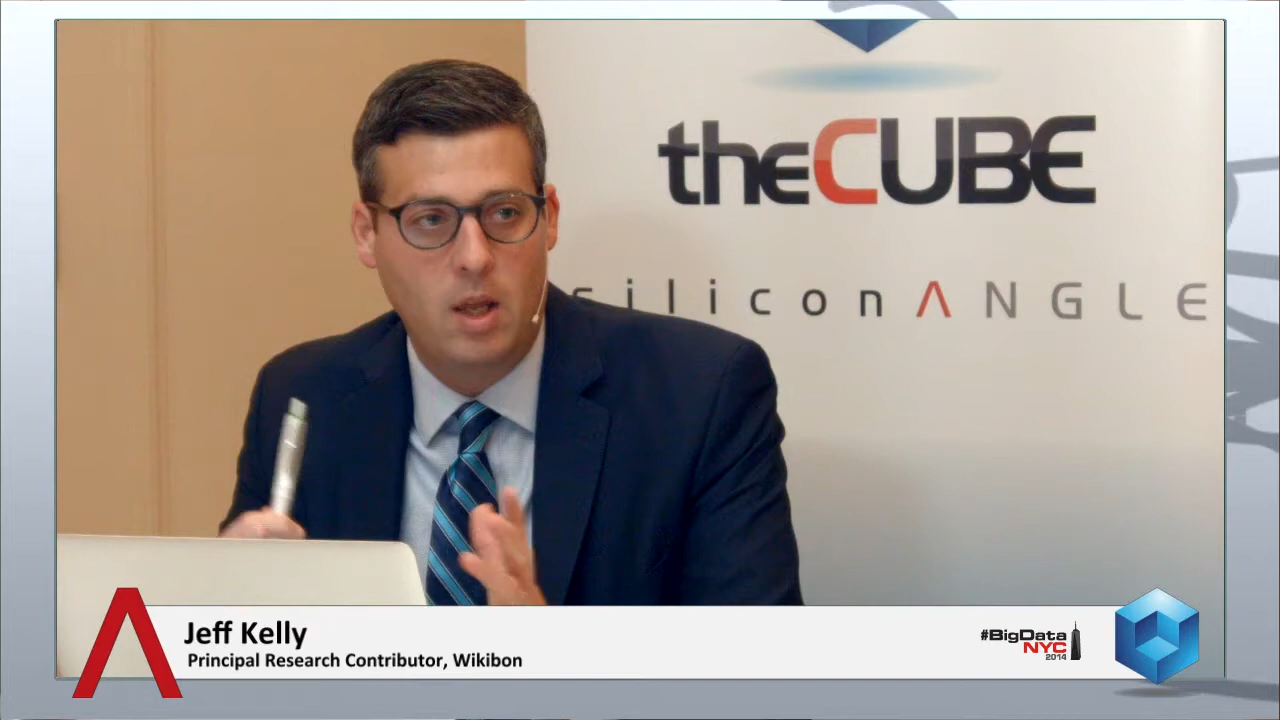 theCUBE
siliconANGLE
Jeff Kelly
Principal Research Contributor, Wikibon
#BigData
NYC
2014